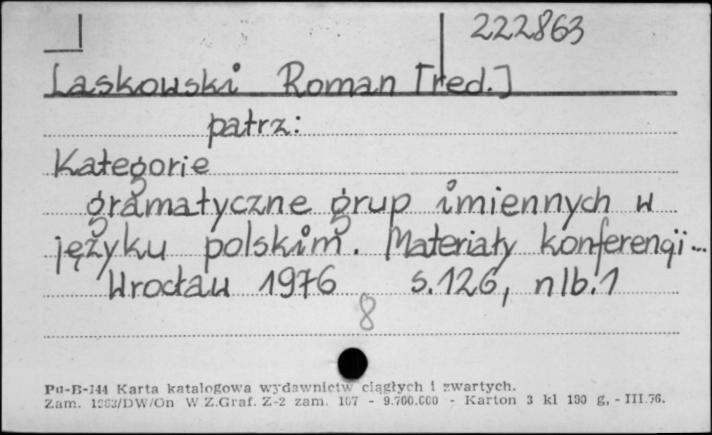 222863
Laskowski Roman [red.]
patrz:
Kategorie
gramatyczne grup imiennych w
języku polskim. Materiały konferencji...
Wrocław 1976 s.126, nlb.1
8
Pu-B-144 Karta katalogowa wydawnictw ciągłych i zwartych.
Zam. 1263/DW/On W.Z.Graf. Z-2 zam. 107 - 9.700.000 - Karton 3 kl 190 g, - III.76.